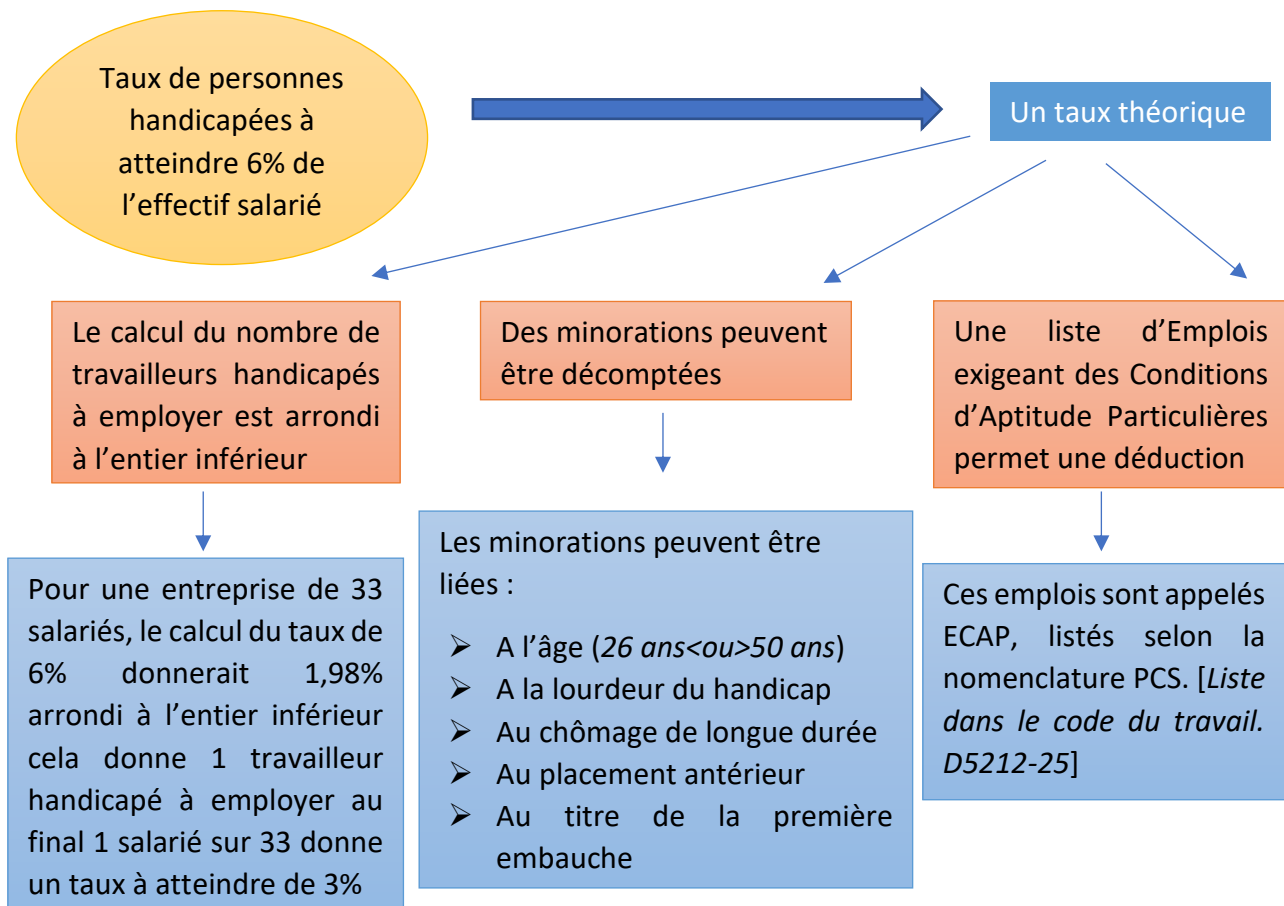 Taux de personnes
handicapées à
atteindre 6% de
l’effectif salarié
Un taux théorique
Le calcul du nombre de
travailleurs handicapés
à employer est arrondi
à l’entier inférieur
Des minorations peuvent
être décomptées
Une liste d’Emplois
exigeant des Conditions
d’Aptitude Particulières
permet une déduction
Pour une entreprise de 33
salariés, le calcul du taux de
6% donnerait 1,98%
arrondi à l’entier inférieur
cela donne 1 travailleur
handicapé à employer au
final 1 salarié sur 33 donne
un taux à atteindre de 3%
Les minorations peuvent être
liées :
➢ A l’âge (26 ans<ou>50 ans)
➢ A la lourdeur du handicap
➢ Au chômage de longue durée
➢ Au placement antérieur
➢ Au titre de la première
embauche
Ces emplois sont appelés
ECAP, listés selon la
nomenclature PCS. [Liste
dans le code du travail.
D5212-25]